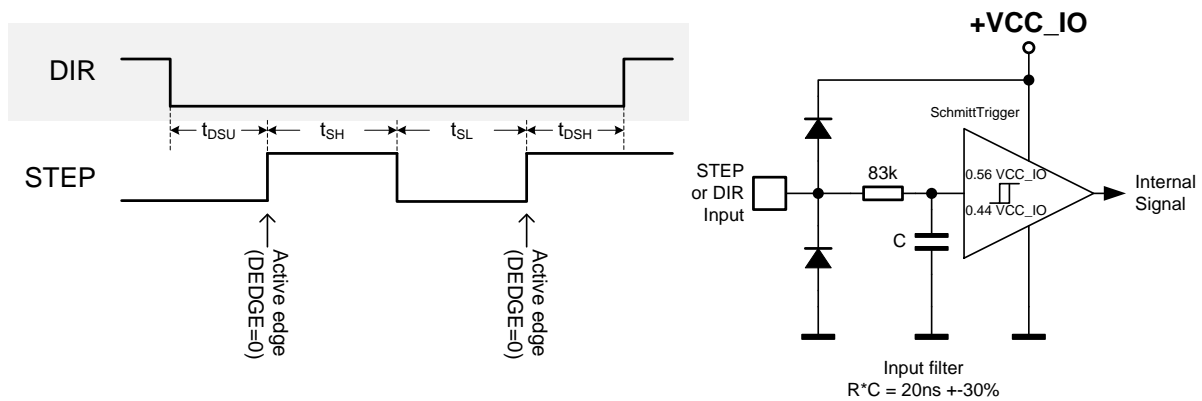 DIR
tDSU
tSH
tSL
tDSH
STEP
Active edge
(DEDGE=0)
Active edge
(DEDGE=0)
+VCC_IO
SchmittTrigger
83k
0.56 VCC_IO
0.44 VCC_IO
STEP
or DIR
Input
Internal
Signal
C
Input filter
R*C = 20ns +-30%